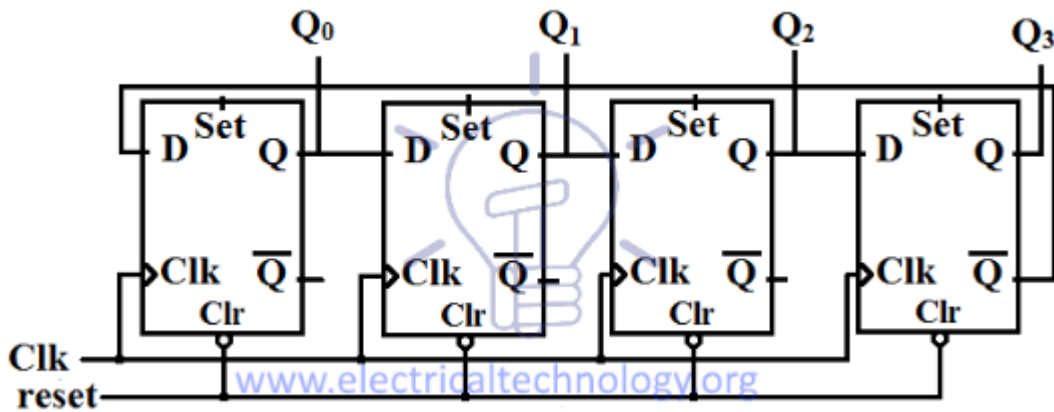 Q0 Q1 Q2 Q3
Set Set Set Set
D Q D Q D Q D Q
Clk Q̅ Clk Q̅ Clk Q̅ Clk Q̅
Clr Clr Clr Clr
Clk
reset
www.electricaltechnology.org